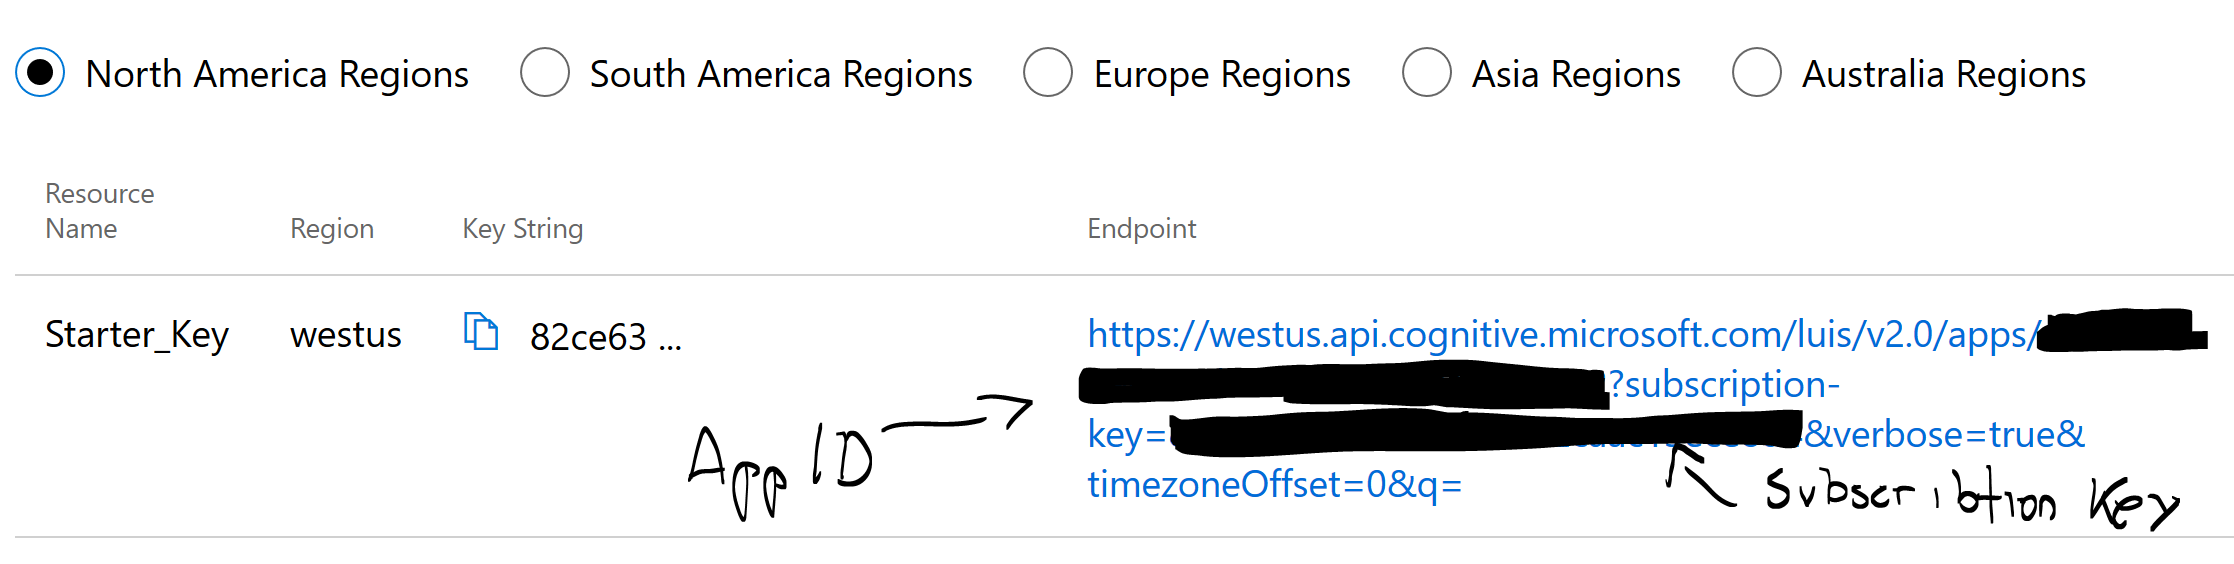 North America Regions South America Regions Europe Regions Asia Regions Australia Regions
Resource
Name Region Key String Endpoint
Starter_Key westus 82ce63 ... https://westus.api.cognitive.microsoft.com/luis/v2.0/apps/
?subscription-
key= &verbose=true&
timezoneOffset=0&q=
App ID
Subscribtion Key